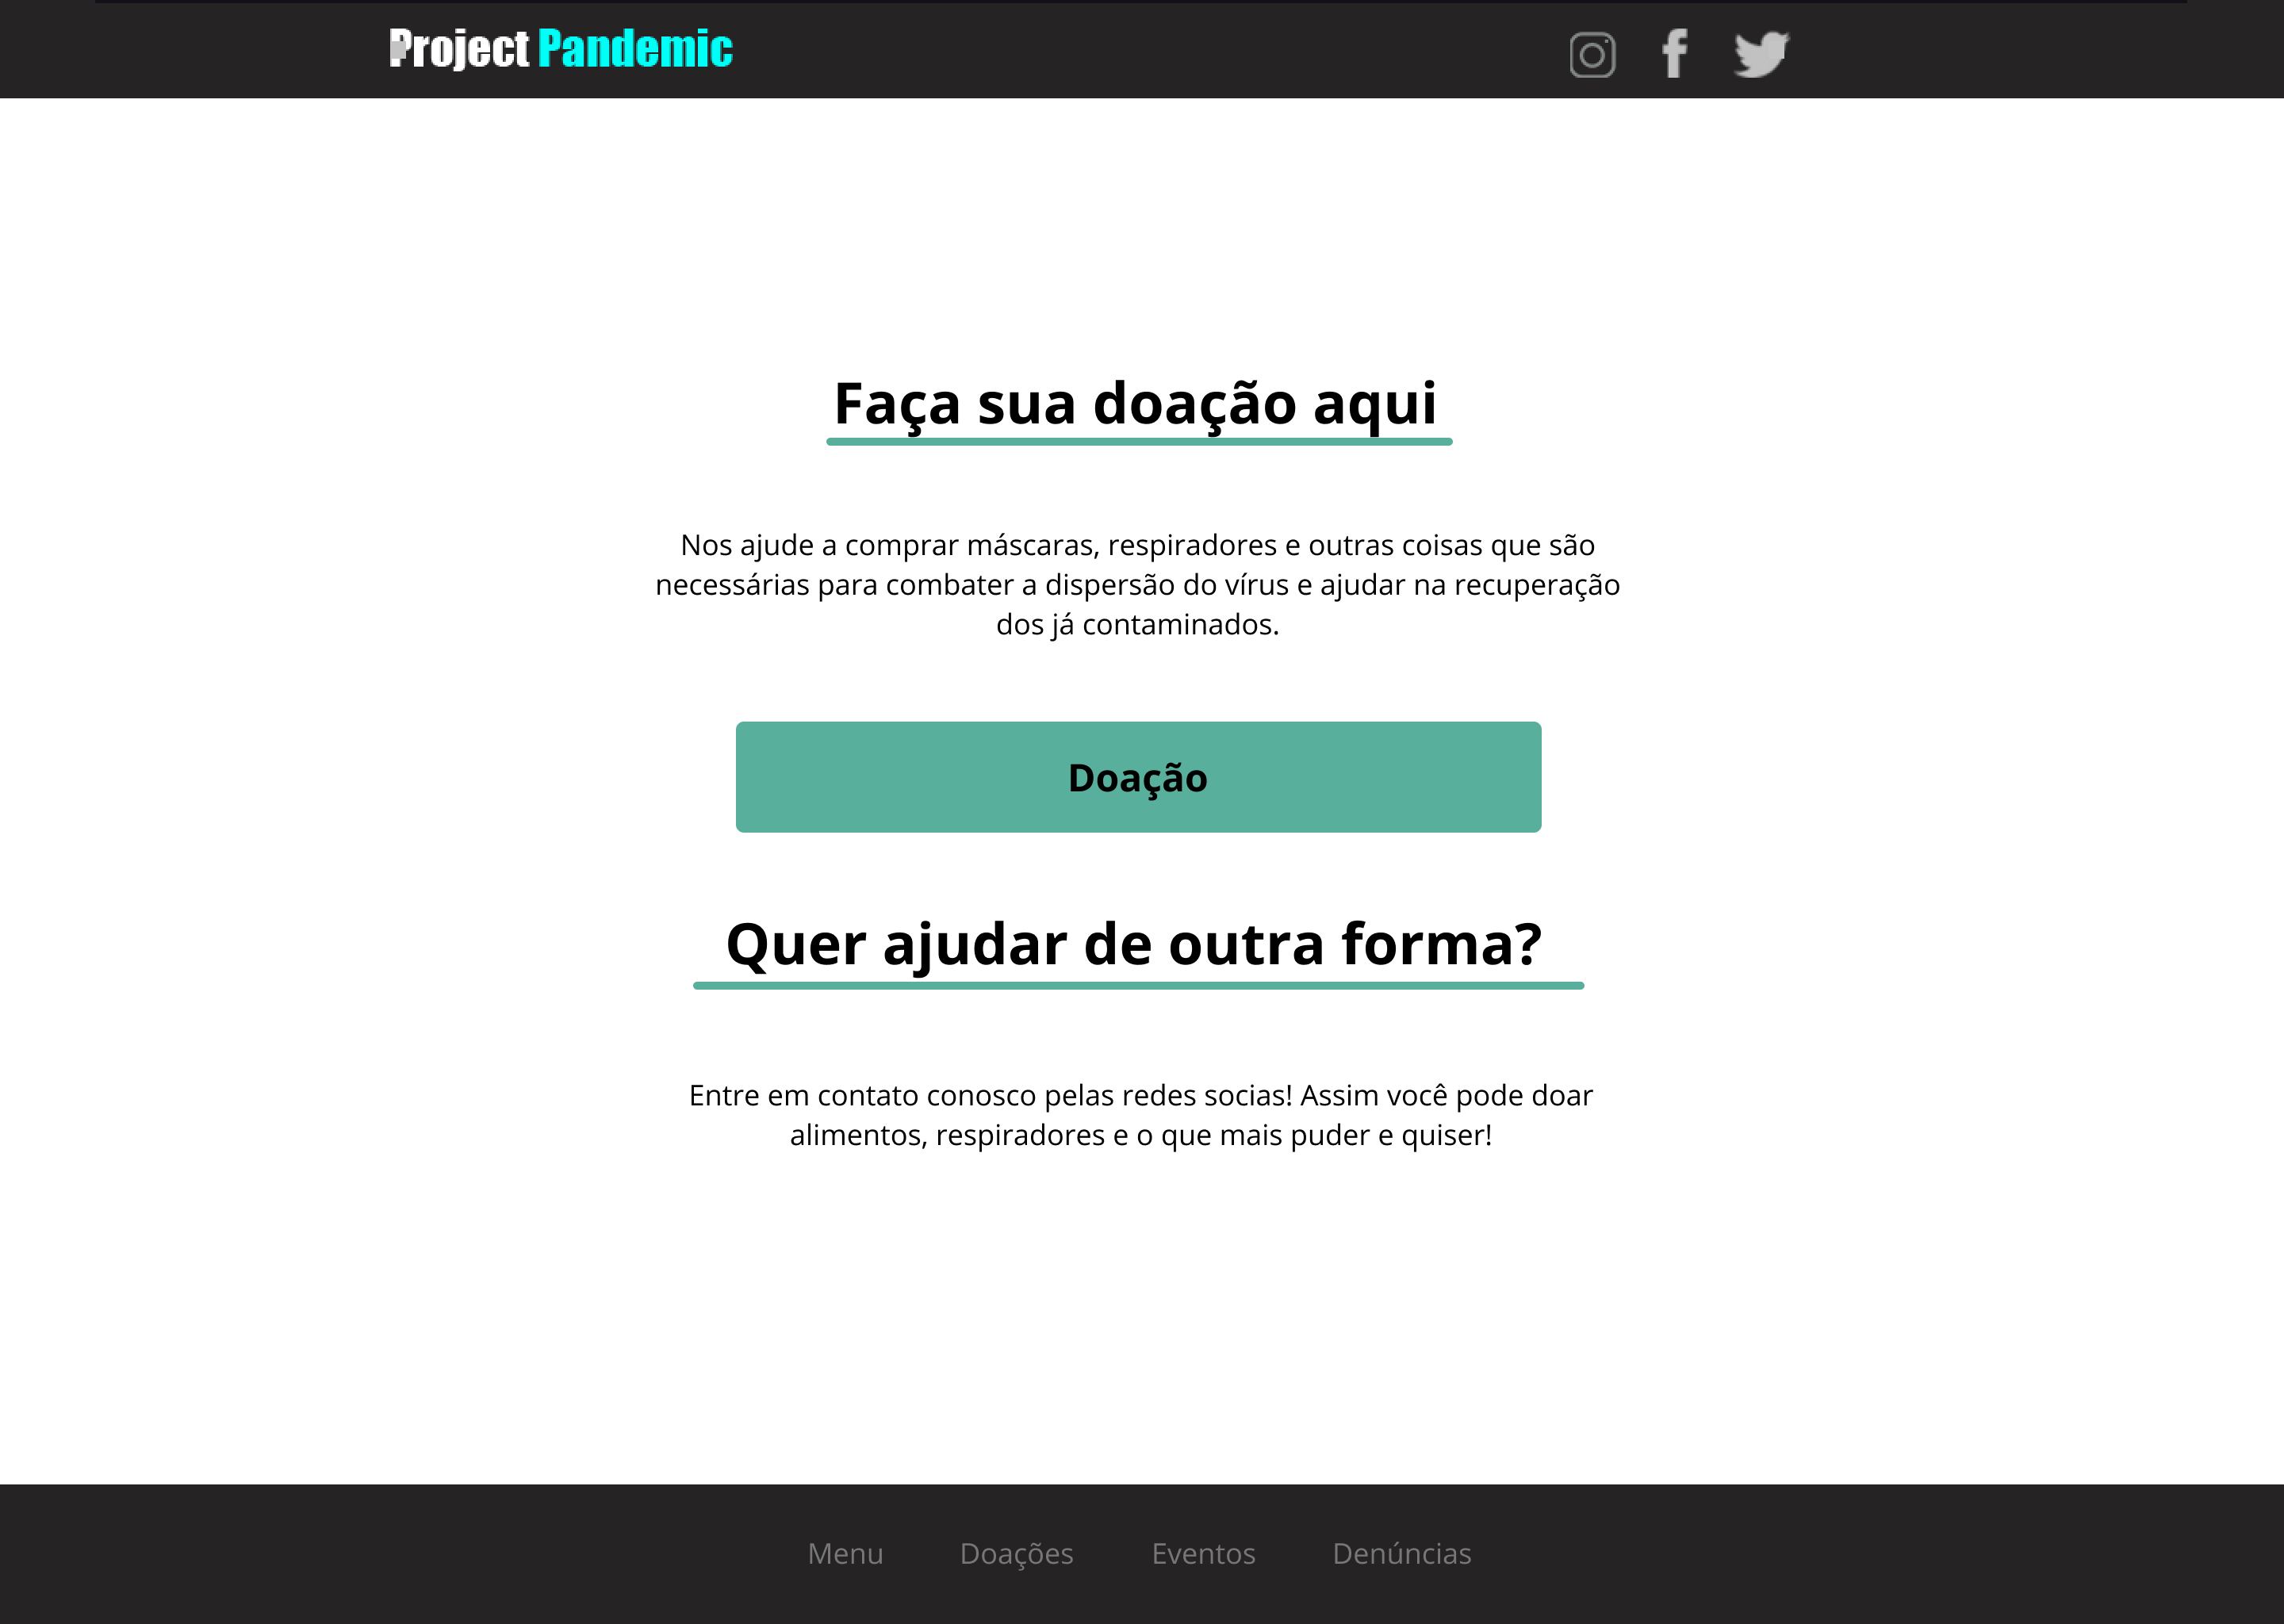 Project Pandemic
Faça sua doação aqui
Nos ajude a comprar máscaras, respiradores e outras coisas que são
necessárias para combater a dispersão do vírus e ajudar na recuperação
dos já contaminados.
Doação
Quer ajudar de outra forma?
Entre em contato conosco pelas redes socias! Assim você pode doar
alimentos, respiradores e o que mais puder e quiser!
Menu Doações Eventos Denúncias